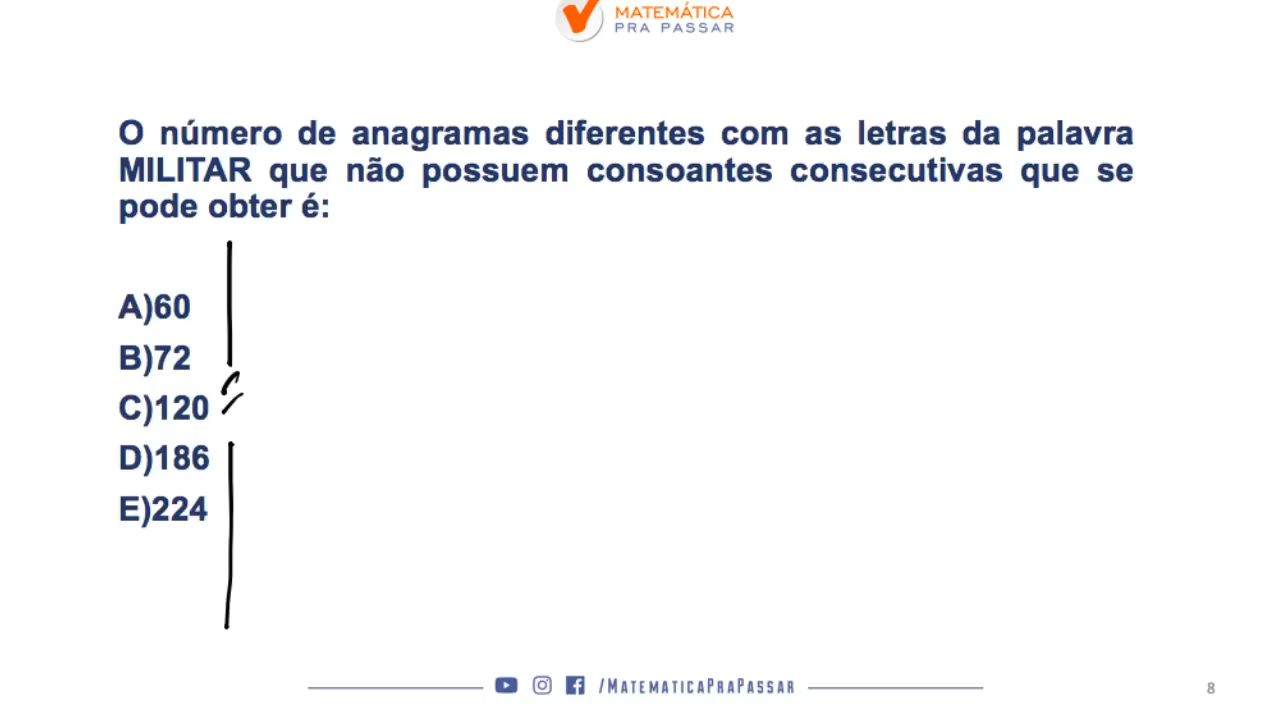 MATEMÁTICA
PRA PASSAR
O número de anagramas diferentes com as letras da palavra
MILITAR que não possuem consoantes consecutivas que se
pode obter é:
A)60
B)72
C)120
D)186
E)224
/MATEMATICAPRAPASSAR
8